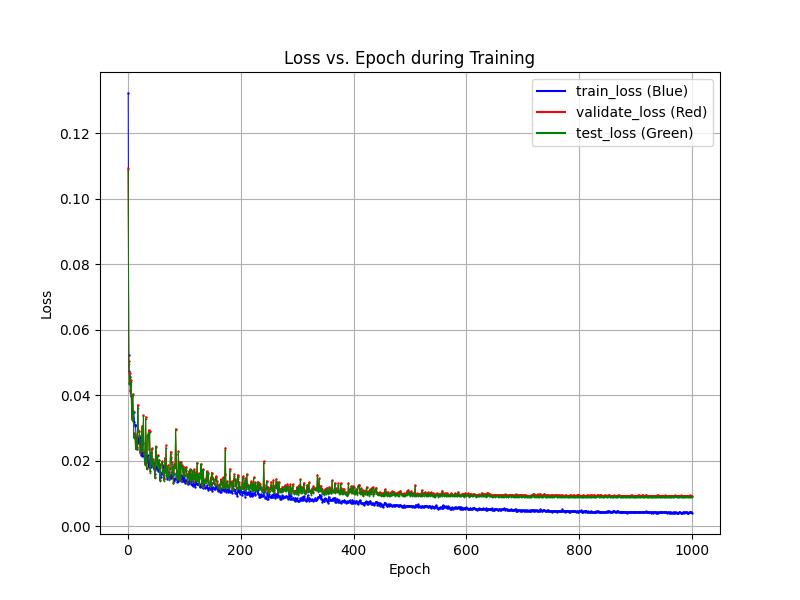 Loss vs. Epoch during Training
train_loss (Blue)
validate_loss (Red)
test_loss (Green)
0.12
0.10
0.08
0.06
0.04
0.02
0.00
Loss
0 200 400 600 800 1000
Epoch